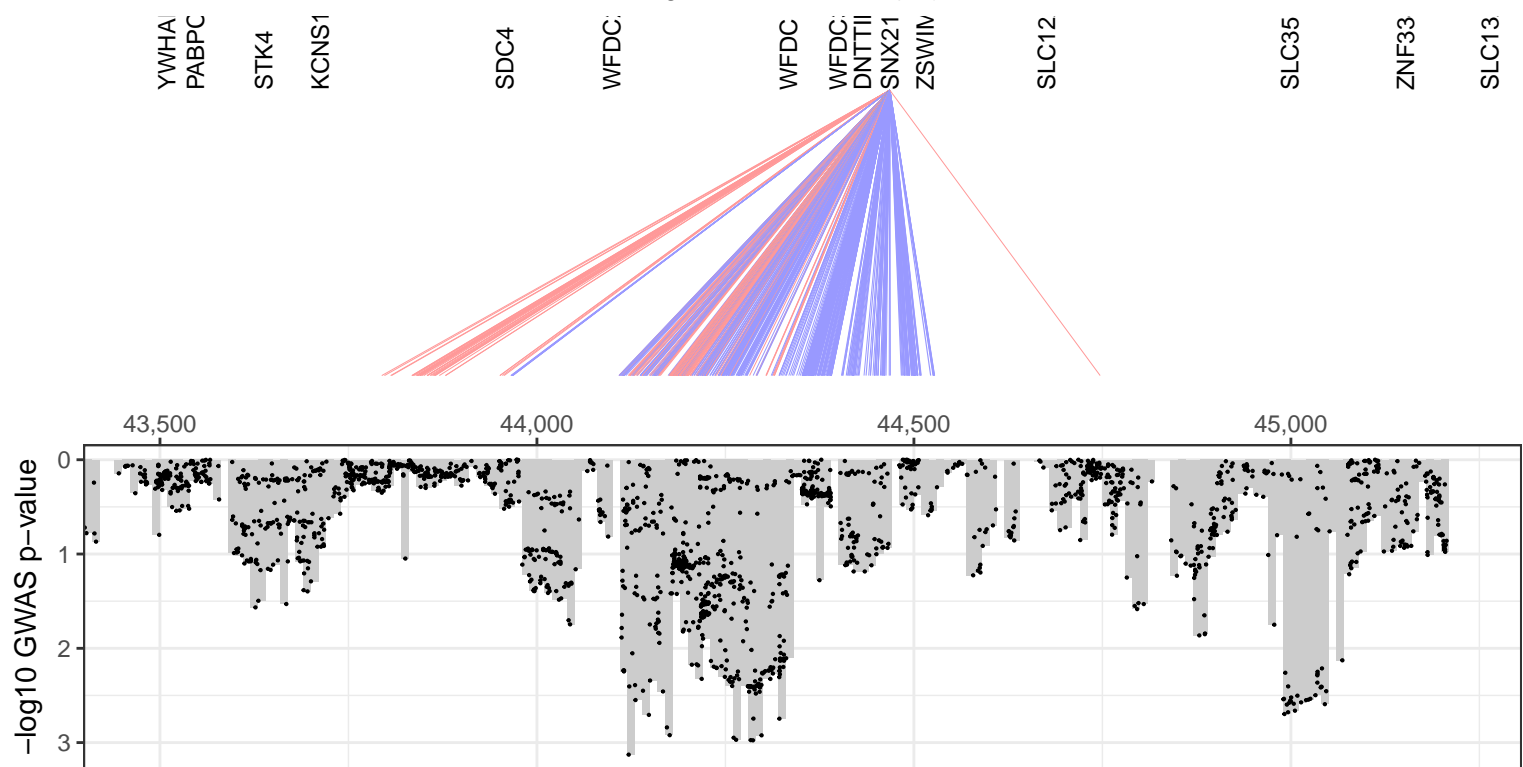 YWHA
PABPC
STK4
KCNS1
SDC4
WFDC
WFDC
WFDC
DNTTI
SNX21
ZSWIM
SLC12
SLC35
ZNF33
SLC13
43,500 44,000 44,500 45,000
−log10 GWAS p−value
0
1
2
3